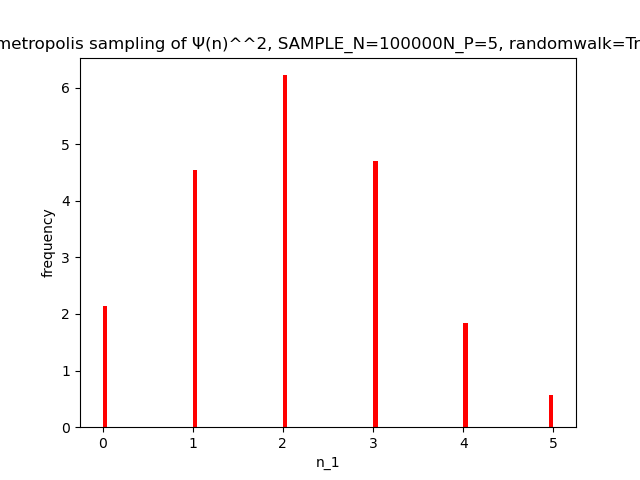 metropolis sampling of Ψ(n)^^2, SAMPLE_N=100000N_P=5, randomwalk=Tr
frequency
6
5
4
3
2
1
0
0 1 2 3 4 5
n_1